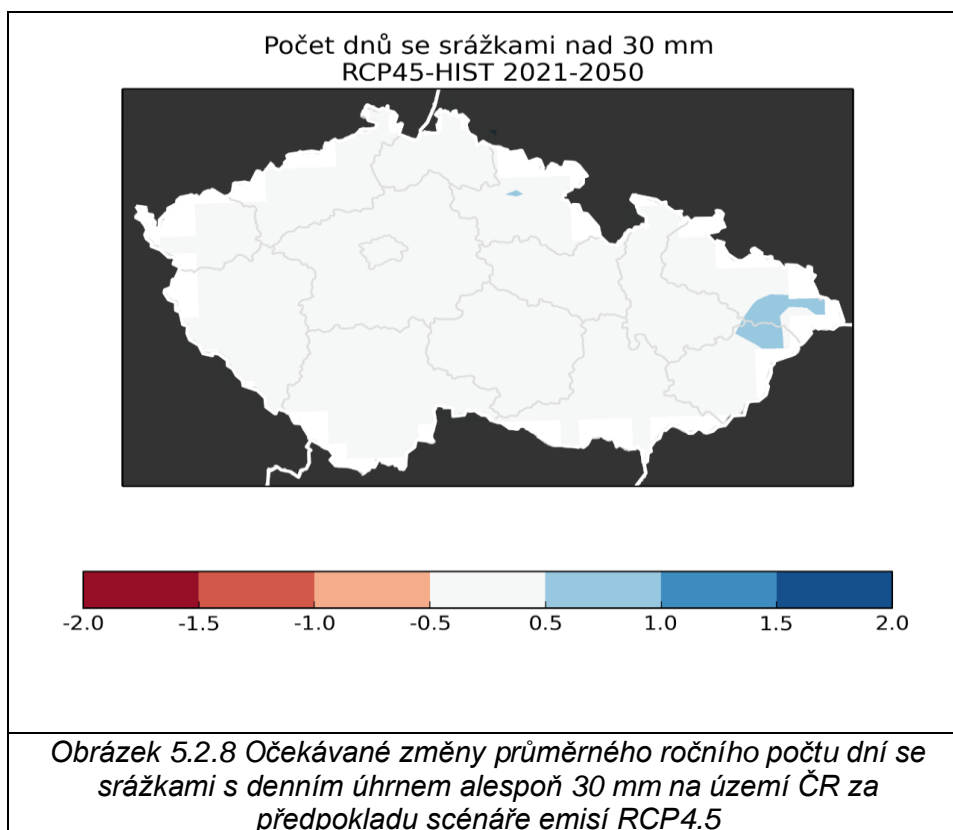 Počet dnů se srážkami nad 30 mm
RCP45-HIST 2021-2050
-2.0 -1.5 -1.0 -0.5 0.5 1.0 1.5 2.0
Obrázek 5.2.8 Očekávané změny průměrného ročního počtu dní se
srážkami s denním úhrnem alespoň 30 mm na území ČR za
předpokladu scénáře emisí RCP4.5